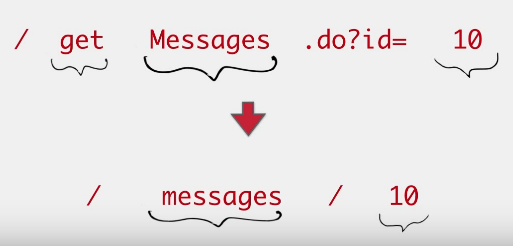 / get Messages .do?id= 10
/ messages / 10